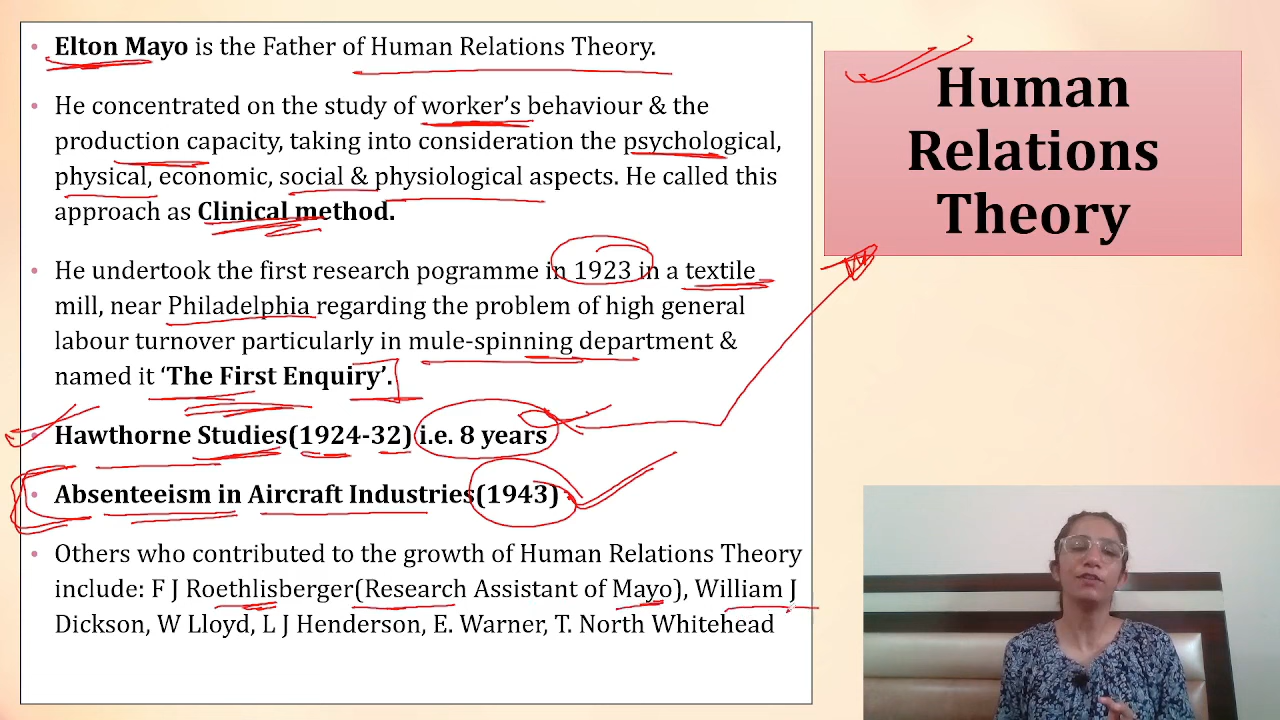 • Elton Mayo is the Father of Human Relations Theory.
• He concentrated on the study of worker's behaviour & the
production capacity, taking into consideration the psychological,
physical, economic, social & physiological aspects. He called this
approach as Clinical method.
• He undertook the first research pogramme in 1923 in a textile
mill, near Philadelphia regarding the problem of high general
labour turnover particularly in mule-spinning department &
named it ‘The First Enquiry’.
• Hawthorne Studies(1924-32) i.e. 8 years
• Absenteeism in Aircraft Industries(1943)
• Others who contributed to the growth of Human Relations Theory
include: F J Roethlisberger(Research Assistant of Mayo), William J
Dickson, W Lloyd, L J Henderson, E. Warner, T. North Whitehead
Human
Relations
Theory